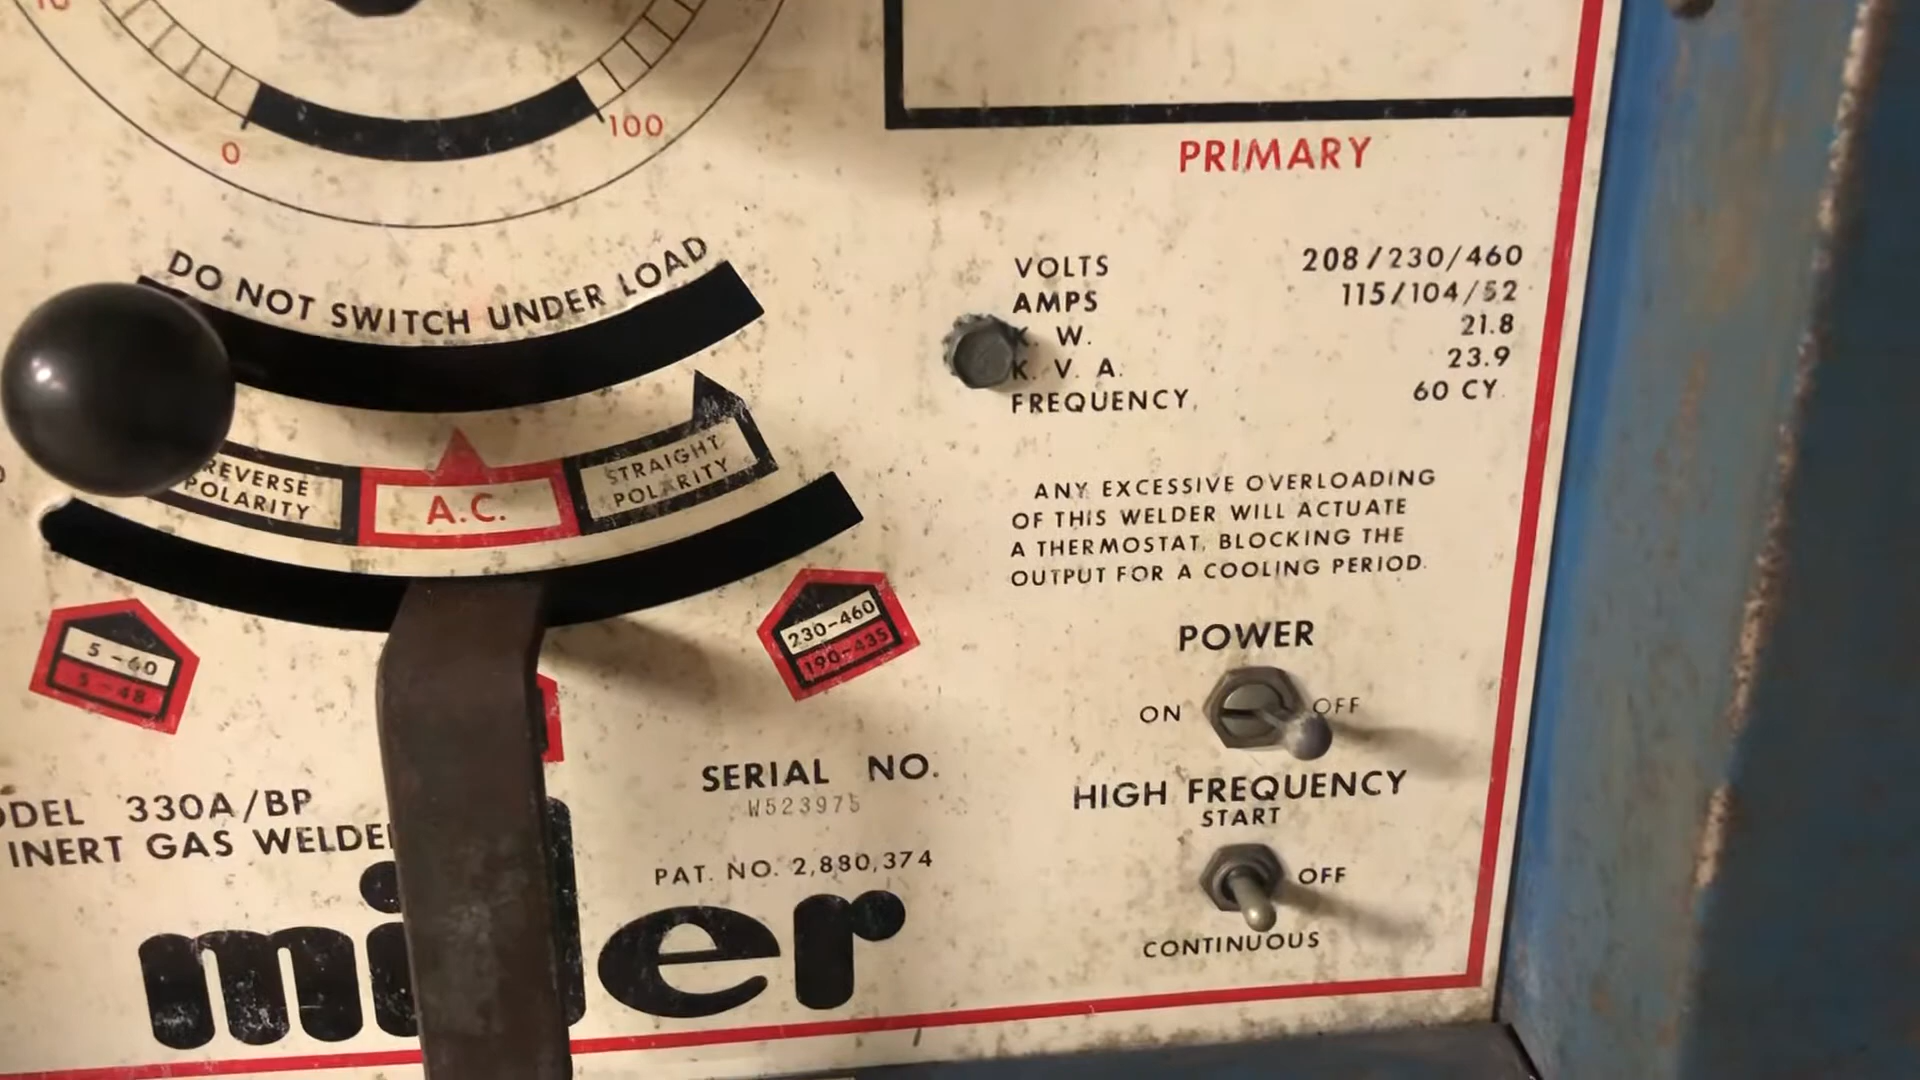 0
100
PRIMARY
DO NOT SWITCH UNDER LOAD
VOLTS 208/230/460
AMPS 115/104/52
W. 21.8
K. V. A. 23.9
FREQUENCY, 60 CY.
REVERSE
POLARITY
A.C.
STRAIGHT
POLARITY
ANY EXCESSIVE OVERLOADING
OF THIS WELDER WILL ACTUATE
A THERMOSTAT, BLOCKING THE
OUTPUT FOR A COOLING PERIOD.
5-60
5-48
230-460
190-435
POWER
ON OFF
SERIAL NO.
W523975
HIGH FREQUENCY
START
OFF
CONTINUOUS
330A/BP
INERT GAS WELDE
PAT. NO. 2,880,374
miller